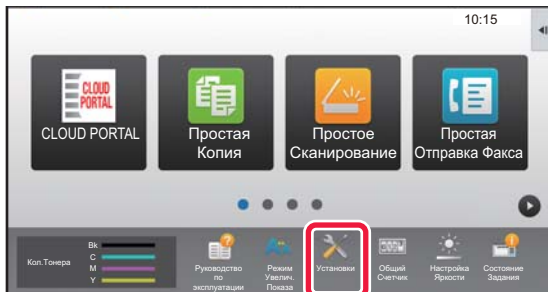 10:15
CLOUD
PORTAL
CLOUD PORTAL
Простая
Копия
Простое
Сканирование
Простая
Отправка Факса
Кол.Тонера
Bk
C
M
Y
Руководство
по
эксплуатации
Режим
Увелич.
Показа
Установки
Общий
Счетчик
Настройка
Яркости
Состояние
Задания